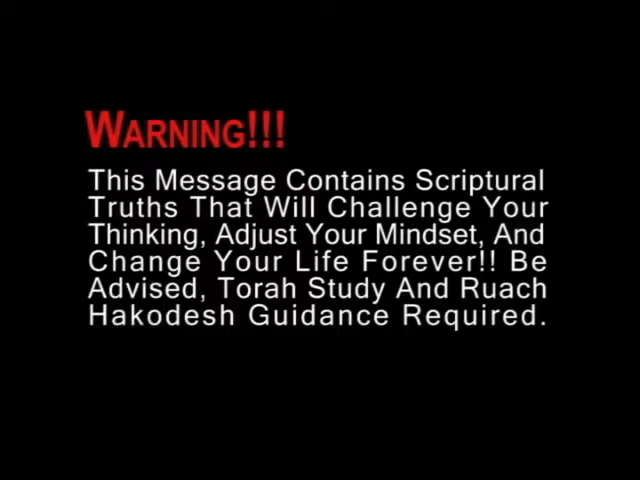 WARNING!!!
This Message Contains Scriptural
Truths That Will Challenge Your
Thinking, Adjust Your Mindset, And
Change Your Life Forever!! Be
Advised, Torah Study And Ruach
Hakodesh Guidance Required.